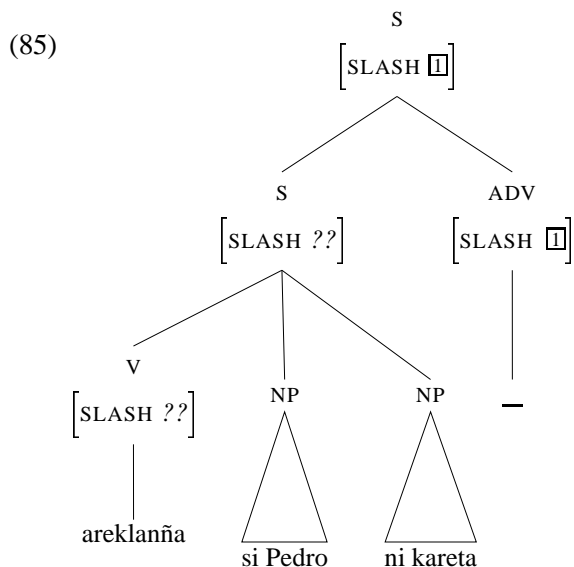 (85)
S
[SLASH 1]
S ADV
[SLASH ??] [SLASH 1]
V NP NP –
[SLASH ??]
areklanña si Pedro ni kareta